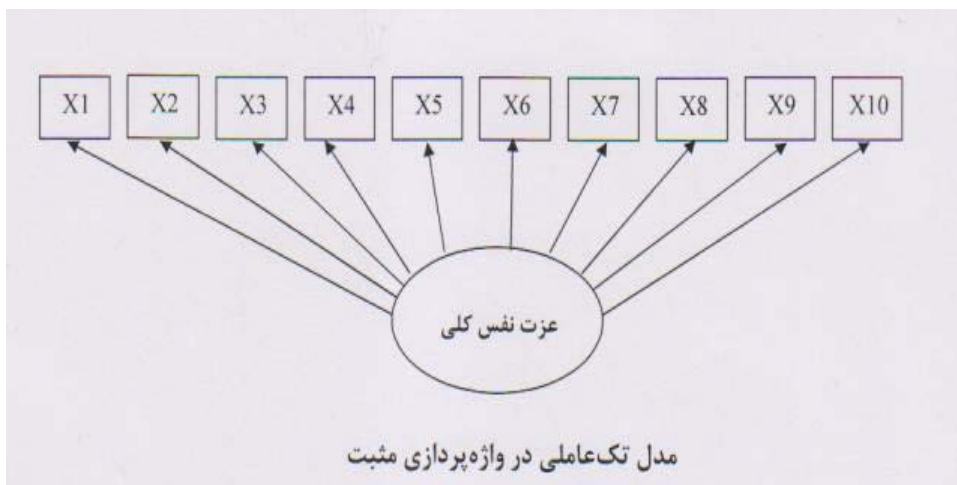 X1 X2 X3 X4 X5 X6 X7 X8 X9 X10
عزت نفس کلی
مدل تک‌عاملی در واژه‌پردازی مثبت